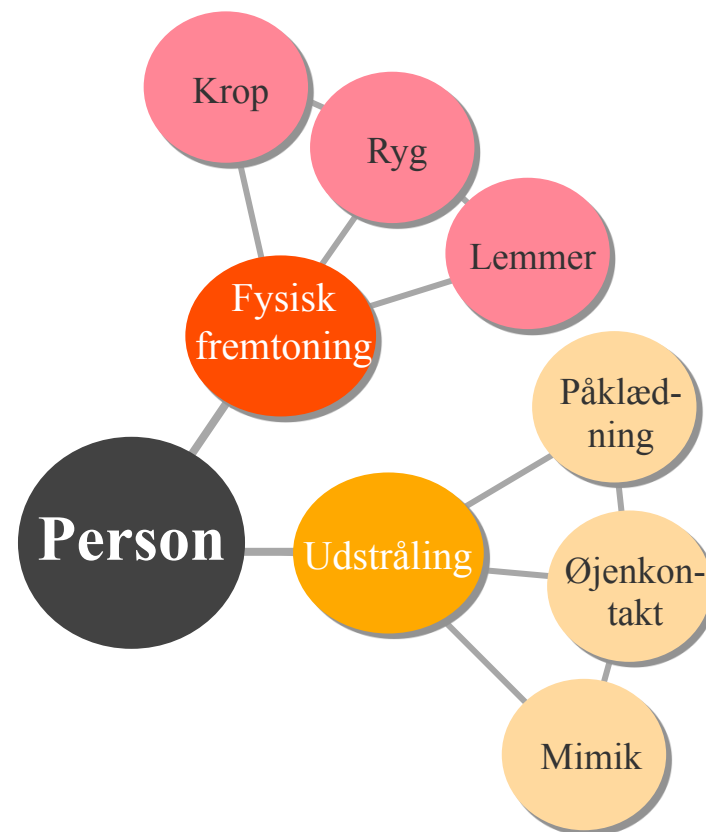 Krop
Ryg
Lemmer
Fysisk
fremtoning
Påklæd-
ning
Person
Udstråling
Øjenkon-
takt
Mimik